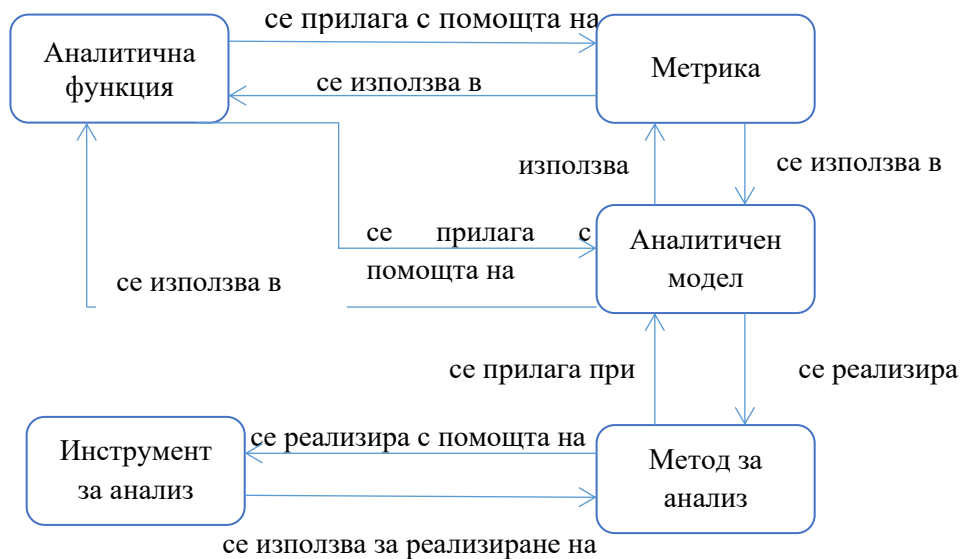 се прилага с помощта на
Аналитична
функция
Метрика
се използва в
използва
се използва в
се прилага с
помощта на
Аналитичен
модел
се използва в
се прилага при
се реализира
Инструмент
за анализ
се реализира с помощта на
Метод за
анализ
се използва за реализиране на